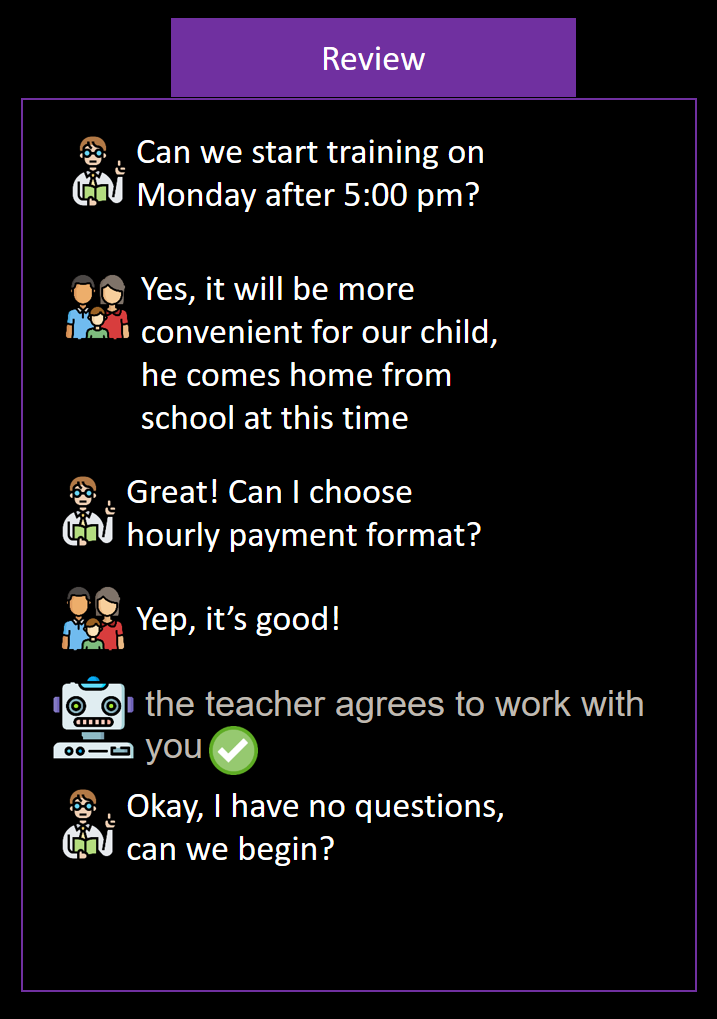 Review
Can we start training on
Monday after 5:00 pm?
Yes, it will be more
convenient for our child,
he comes home from
school at this time
Great! Can I choose
hourly payment format?
Yep, it’s good!
the teacher agrees to work with
you
Okay, I have no questions,
can we begin?